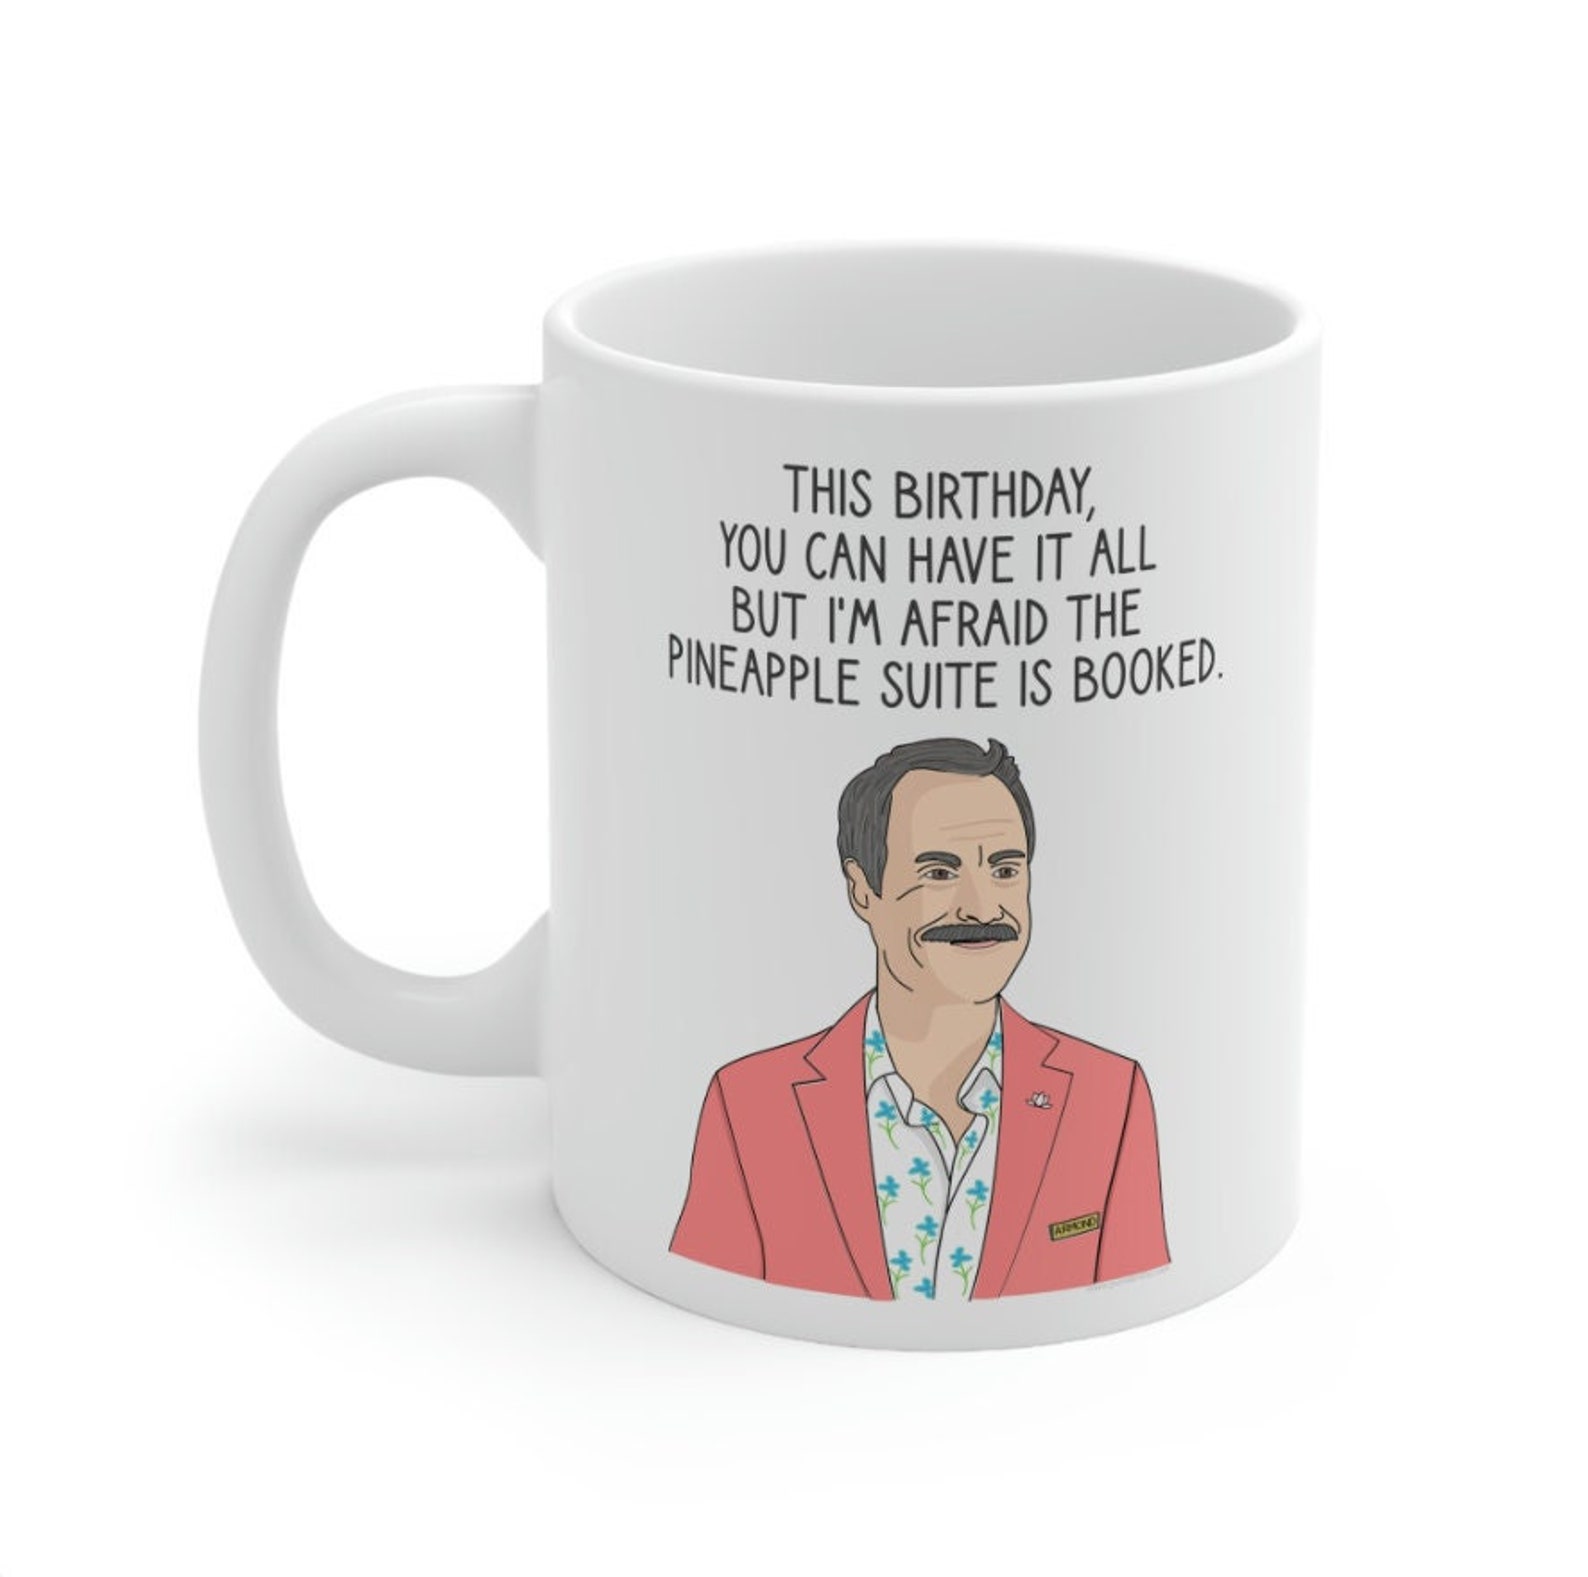 THIS BIRTHDAY,
YOU CAN HAVE IT ALL
BUT I'M AFRAID THE
PINEAPPLE SUITE IS BOOKED.
ARMOND